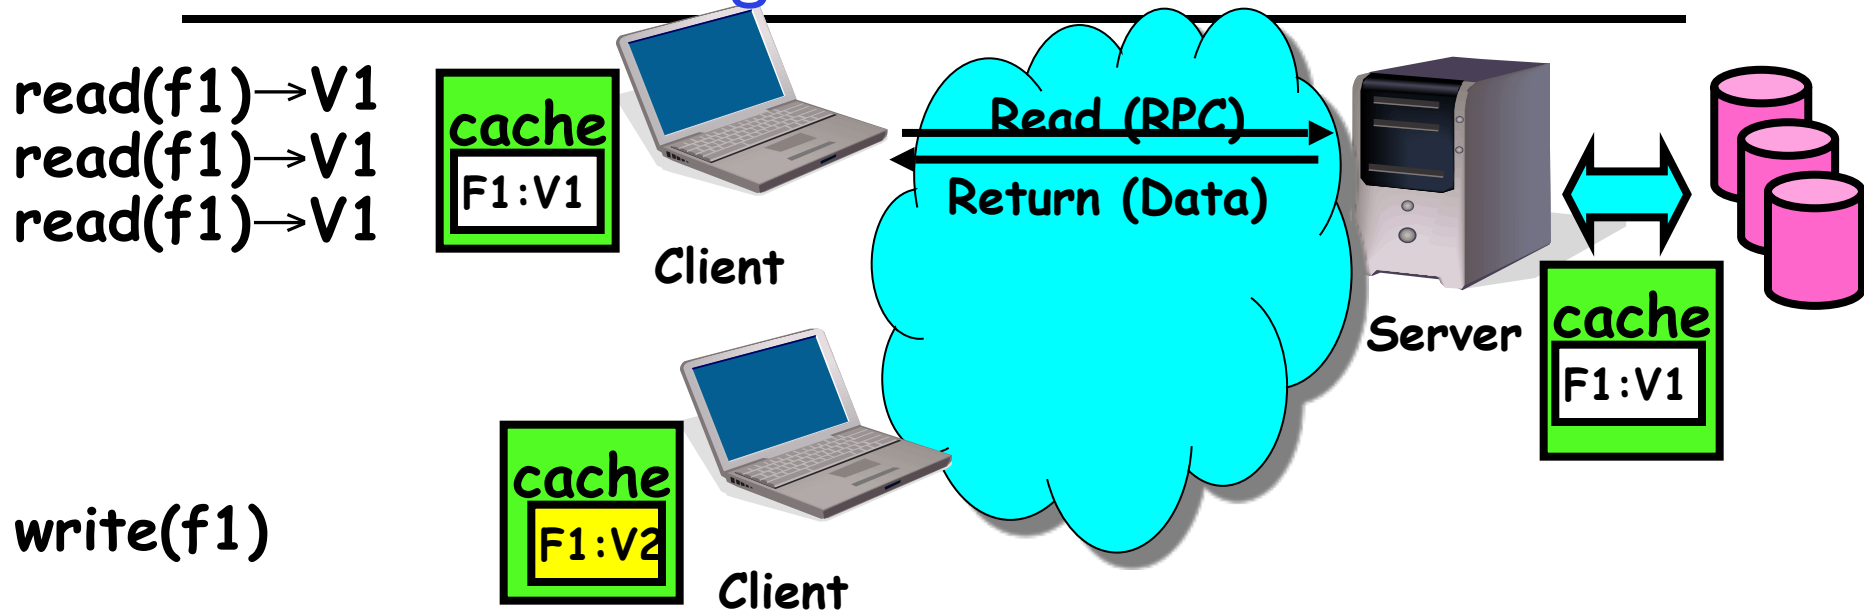 read(f1)→V1
read(f1)→V1
read(f1)→V1
cache
F1:V1
Client
Read (RPC)
Return (Data)
Server
cache
F1:V1
write(f1)
cache
F1:V2
Client